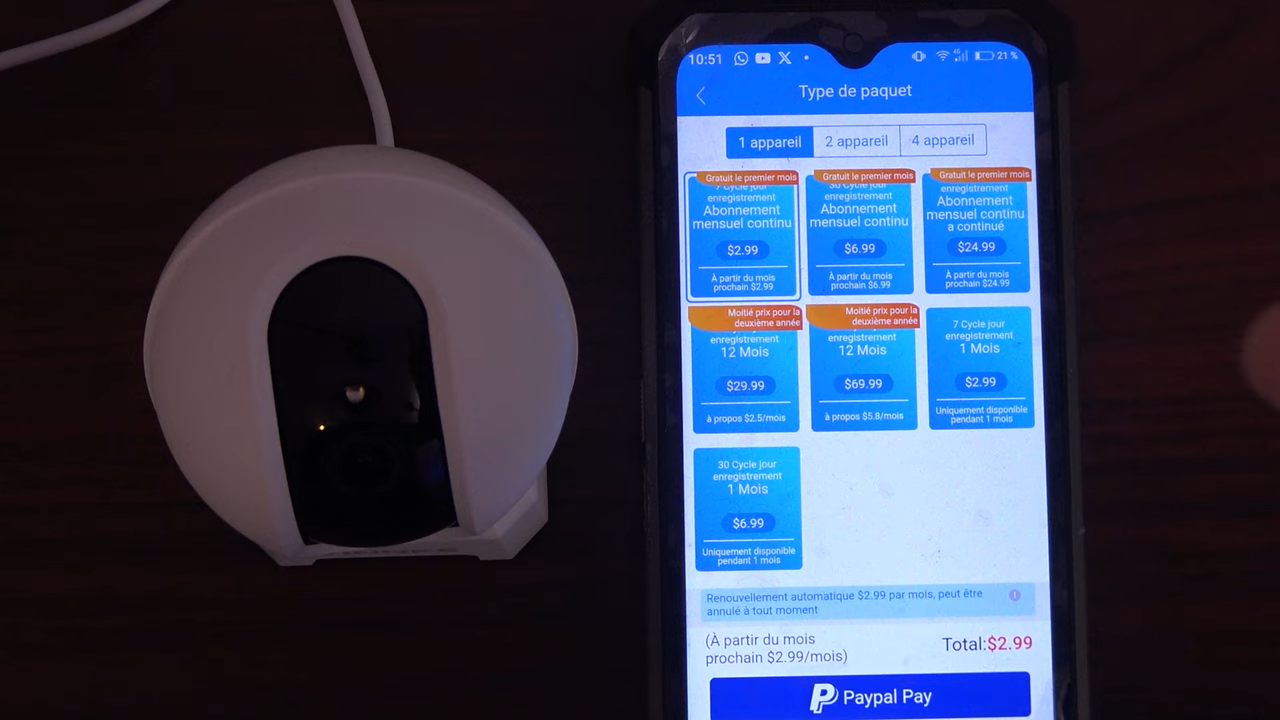 10:51
4G
21 %
Type de paquet
1 appareil
2 appareil
4 appareil
Gratuit le premier mois
7 Cycle jour
enregistrement
Abonnement
mensuel continu
$2.99
À partir du mois
prochain $2.99
Gratuit le premier mois
30 Cycle jour
enregistrement
Abonnement
mensuel continu
$6.99
À partir du mois
prochain $6.99
Gratuit le premier mois
enregistrement
Abonnement
mensuel continu
a continué
$24.99
À partir du mois
prochain $24.99
Moitié prix pour la
deuxième année
enregistrement
12 Mois
$29.99
à propos $2.5/mois
Moitié prix pour la
deuxième année
enregistrement
12 Mois
$69.99
à propos $5.8/mois
7 Cycle jour
enregistrement
1 Mois
$2.99
Uniquement disponible
pendant 1 mois
30 Cycle jour
enregistrement
1 Mois
$6.99
Uniquement disponible
pendant 1 mois
Renouvellement automatique $2.99 par mois, peut être
annulé à tout moment
(À partir du mois
prochain $2.99/mois)
Total:$2.99
Paypal Pay